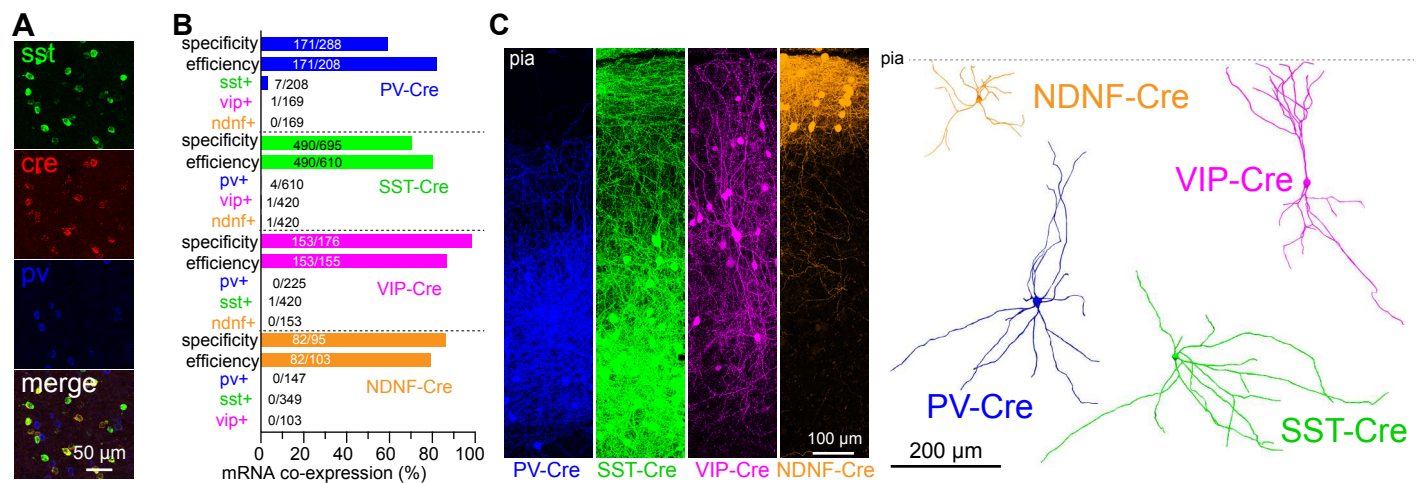 A
sst
cre
pv
merge
50 µm
B
specificity 171/288
efficiency 171/208
sst+ 7/208
PV-Cre
vip+ 1/169
ndnf+ 0/169
specificity 490/695
efficiency 490/610
pv+ 4/610
SST-Cre
vip+ 1/420
ndnf+ 1/420
specificity 153/176
efficiency 153/155
pv+ 0/225
VIP-Cre
sst+ 1/420
ndnf+ 0/153
specificity 82/95
efficiency 82/103
pv+ 0/147
NDNF-Cre
sst+ 0/349
vip+ 0/103
0 20 40 60 80 100
mRNA co-expression (%)
C
pia
100 µm
PV-Cre SST-Cre VIP-Cre NDNF-Cre
pia
NDNF-Cre
VIP-Cre
PV-Cre
SST-Cre
200 µm